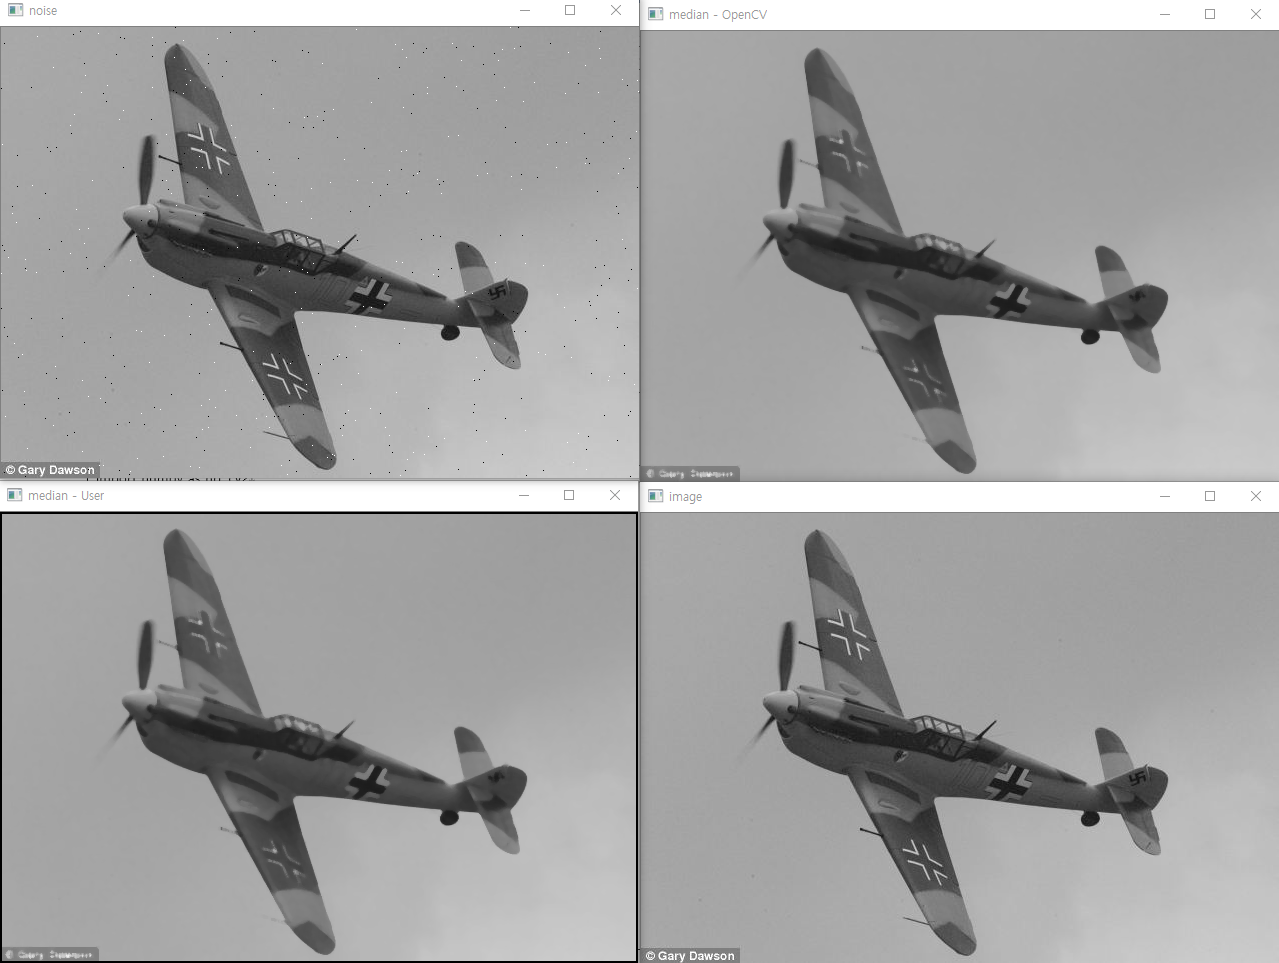 noise
median - OpenCV
© Gary Dawson
median - User
image
© Gary Dawson